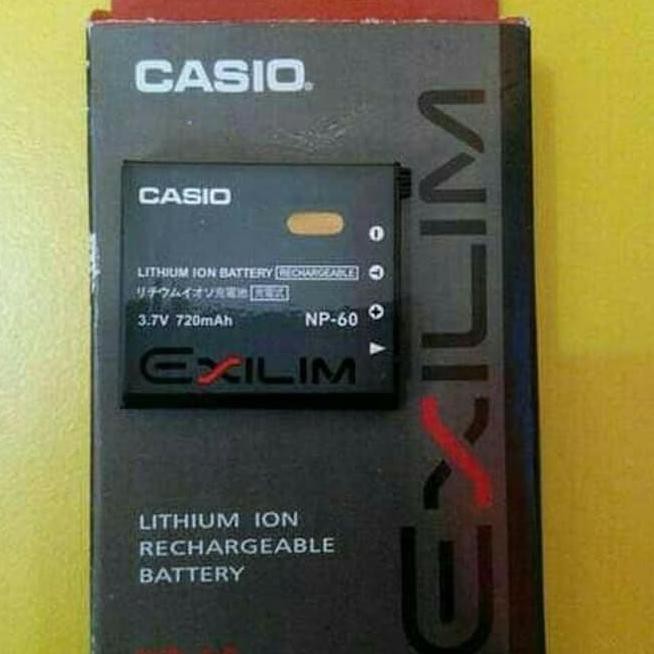 CASIO®
CASIO
LITHIUM ION BATTERY RECHARGEABLE
リチウムイオン充電池 充電式
3.7V 720mAh NP-60
EXILIM
LITHIUM ION
RECHARGEABLE
BATTERY
EXILIM